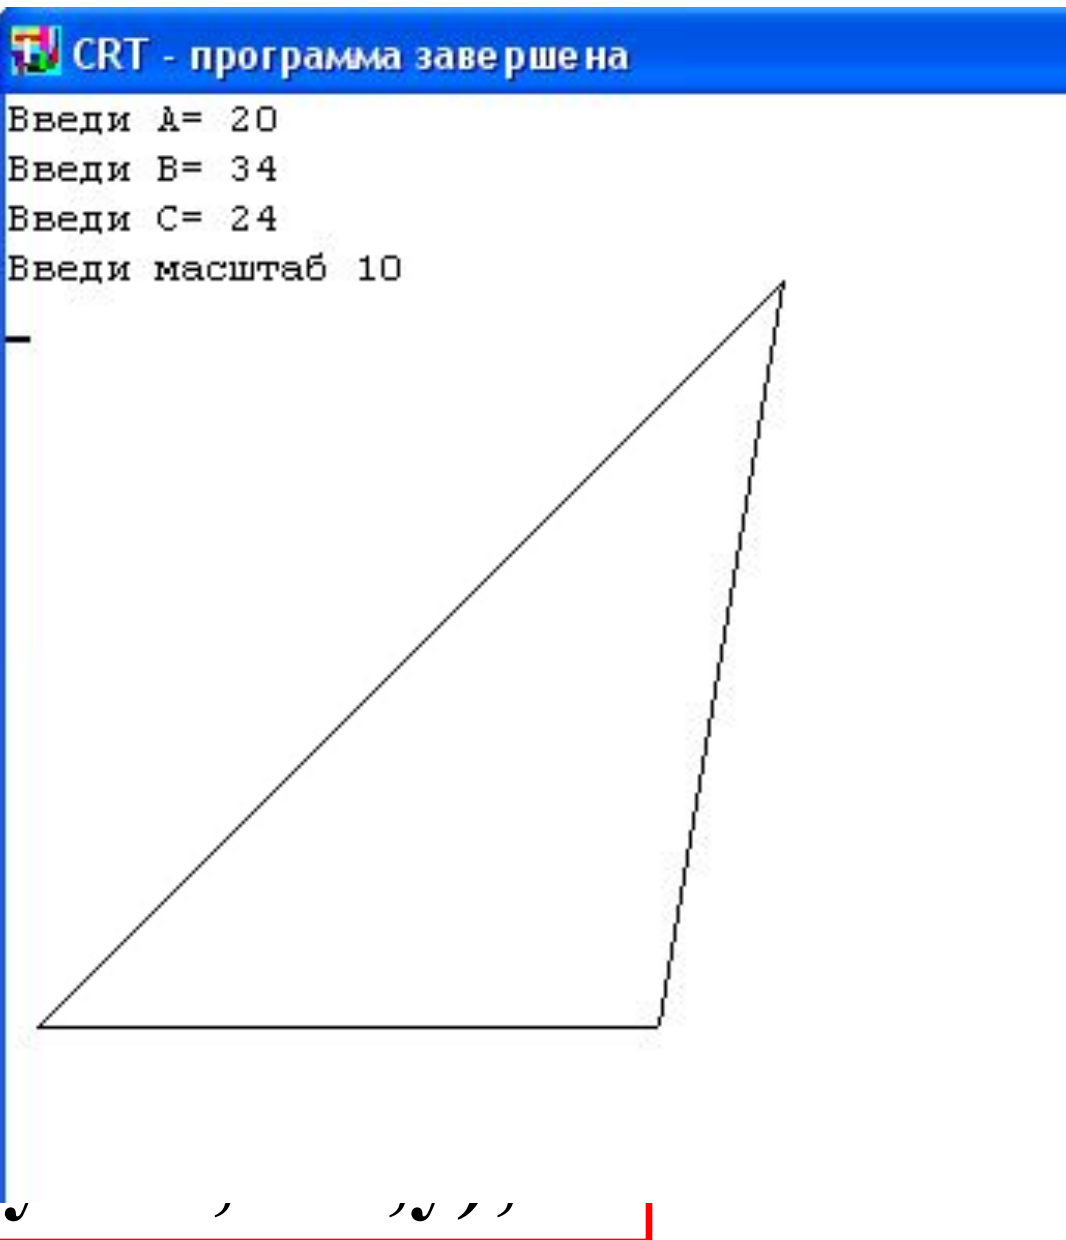 CRT - программа завершена
Введи A= 20
Введи B= 34
Введи C= 24
Введи масштаб 10